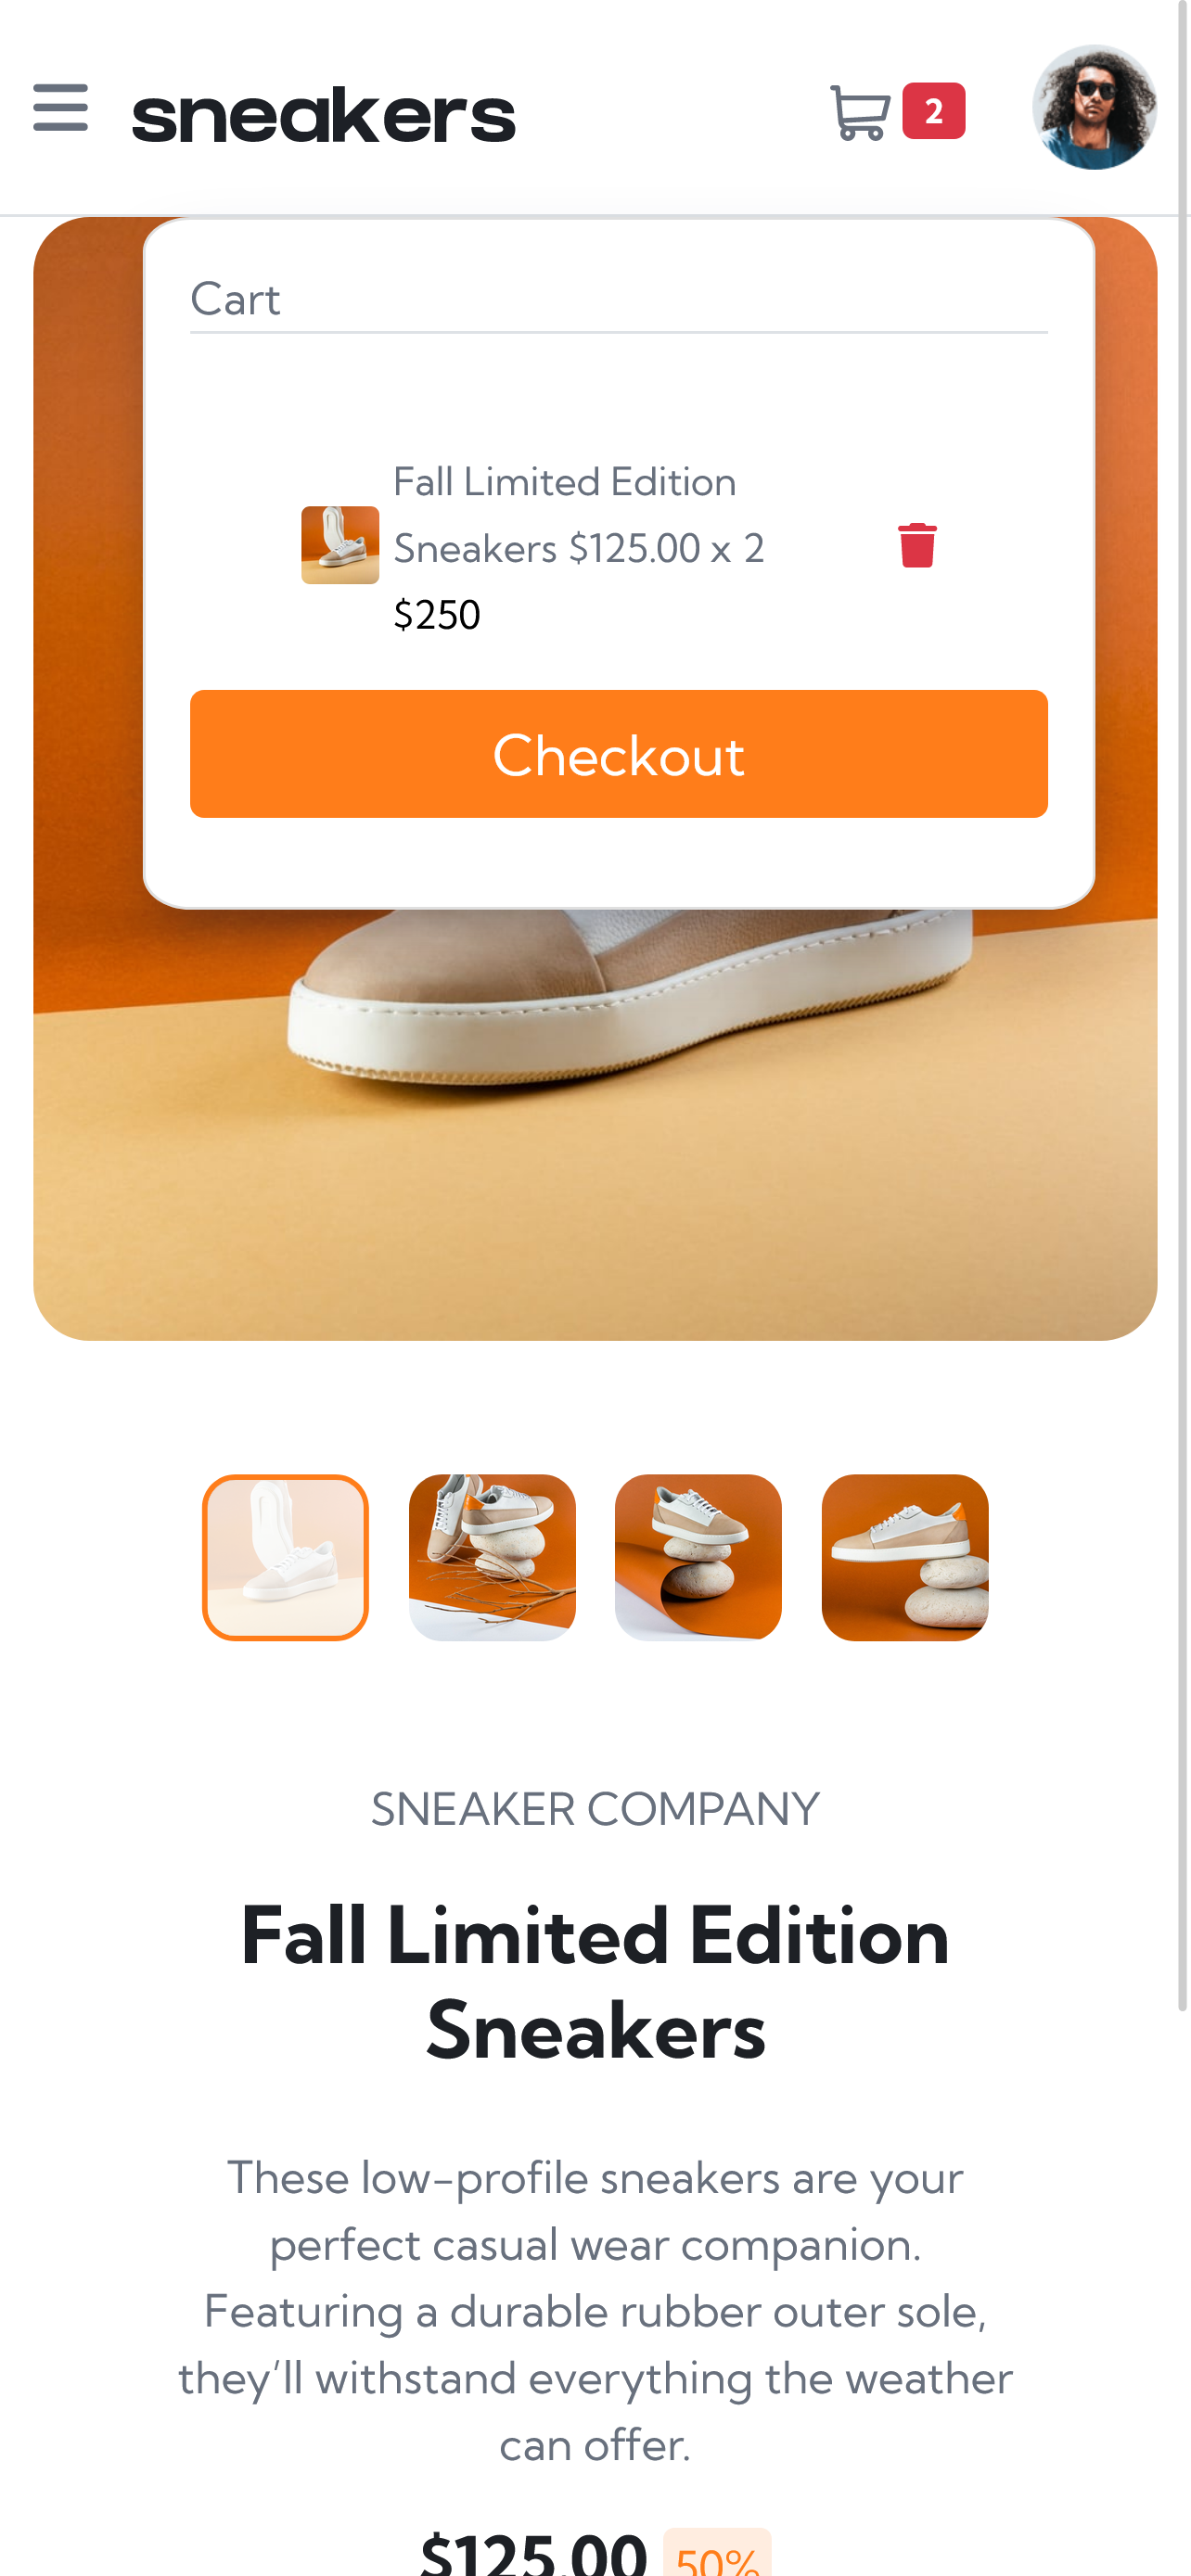 sneakers
2
Cart
Fall Limited Edition
Sneakers $125.00 x 2
$250
Checkout
SNEAKER COMPANY
Fall Limited Edition
Sneakers
These low-profile sneakers are your
perfect casual wear companion.
Featuring a durable rubber outer sole,
they’ll withstand everything the weather
can offer.
$125.00 50%